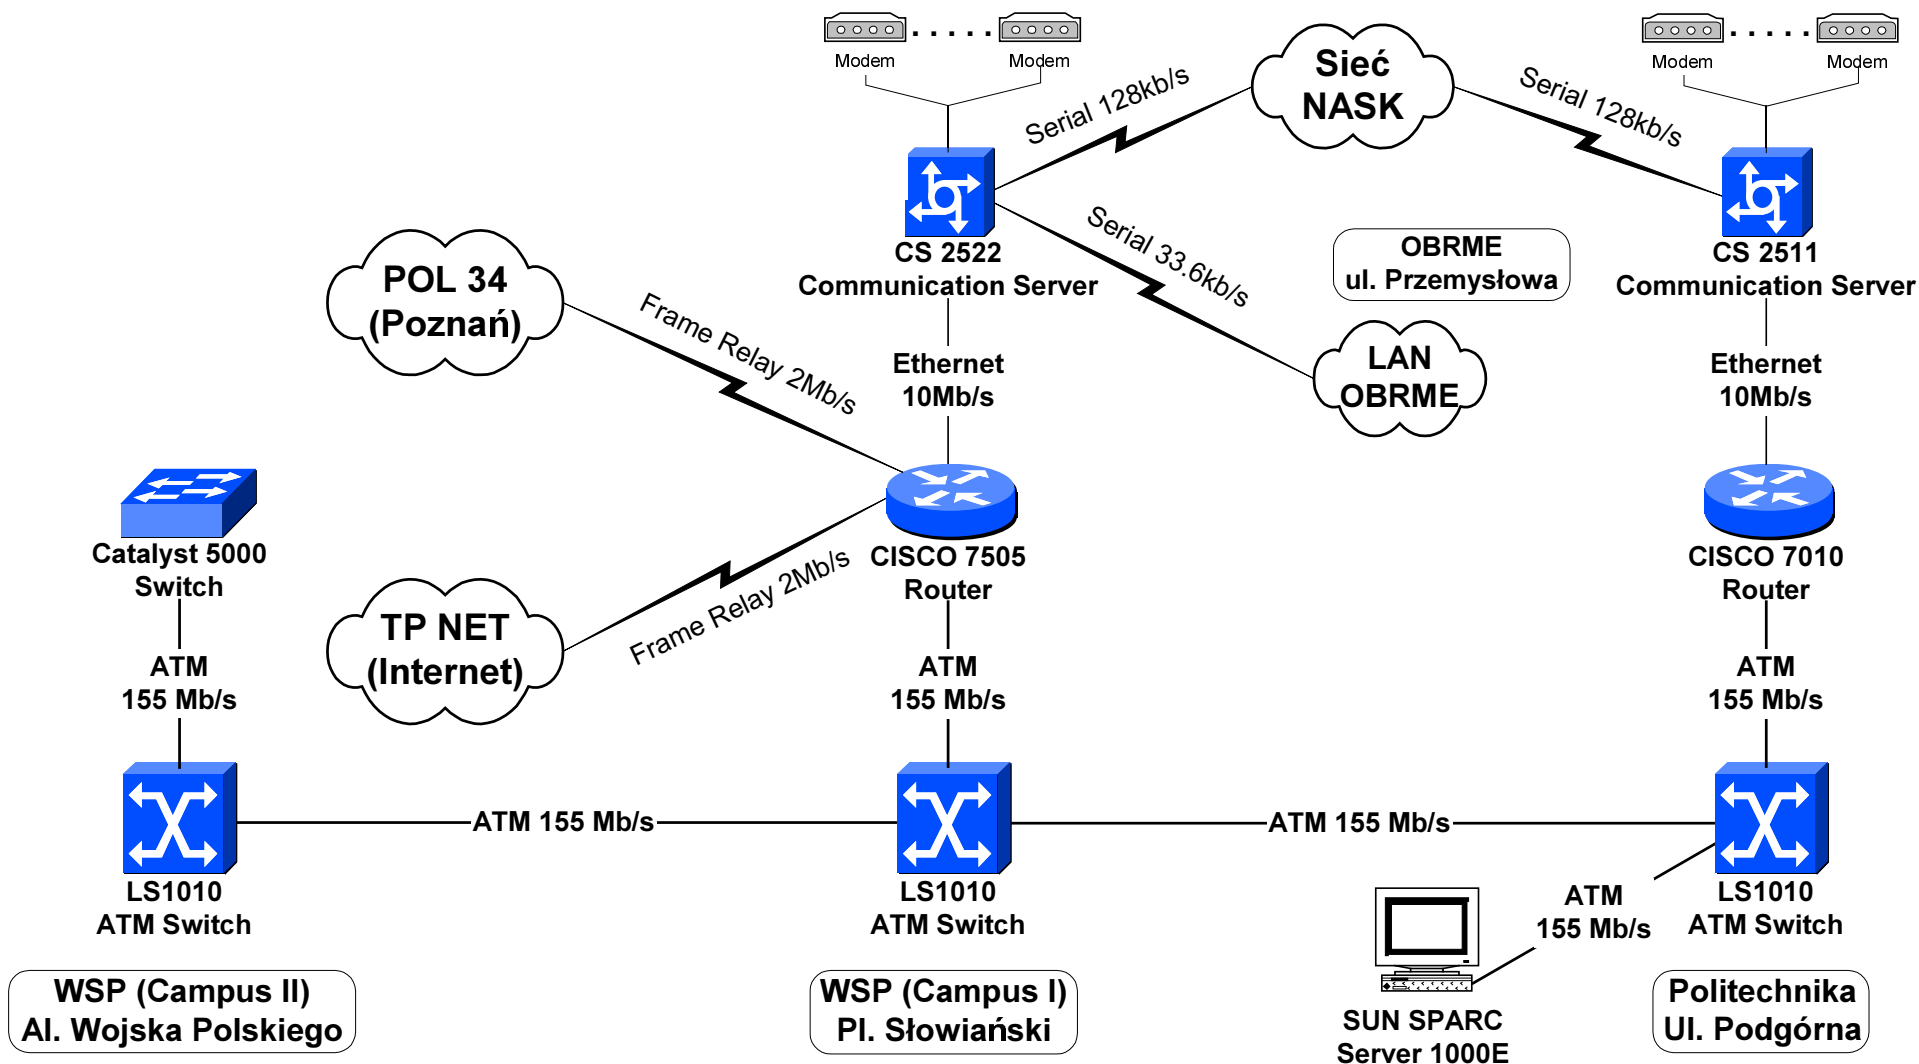 Modem
Modem
Modem
Modem
Serial 128kb/s
Sieć
NASK
Serial 128kb/s
CS 2522
Communication Server
Serial 33.6kb/s
OBRME
ul. Przemysłowa
CS 2511
Communication Server
POL 34
(Poznań)
Frame Relay 2Mb/s
Ethernet
10Mb/s
LAN
OBRME
Ethernet
10Mb/s
Catalyst 5000
Switch
CISCO 7505
Router
CISCO 7010
Router
TP NET
(Internet)
Frame Relay 2Mb/s
ATM
155 Mb/s
ATM
155 Mb/s
ATM
155 Mb/s
ATM 155 Mb/s
ATM 155 Mb/s
LS1010
ATM Switch
LS1010
ATM Switch
ATM
155 Mb/s
LS1010
ATM Switch
WSP (Campus II)
Al. Wojska Polskiego
WSP (Campus I)
Pl. Słowiański
SUN SPARC
Server 1000E
Politechnika
Ul. Podgórna